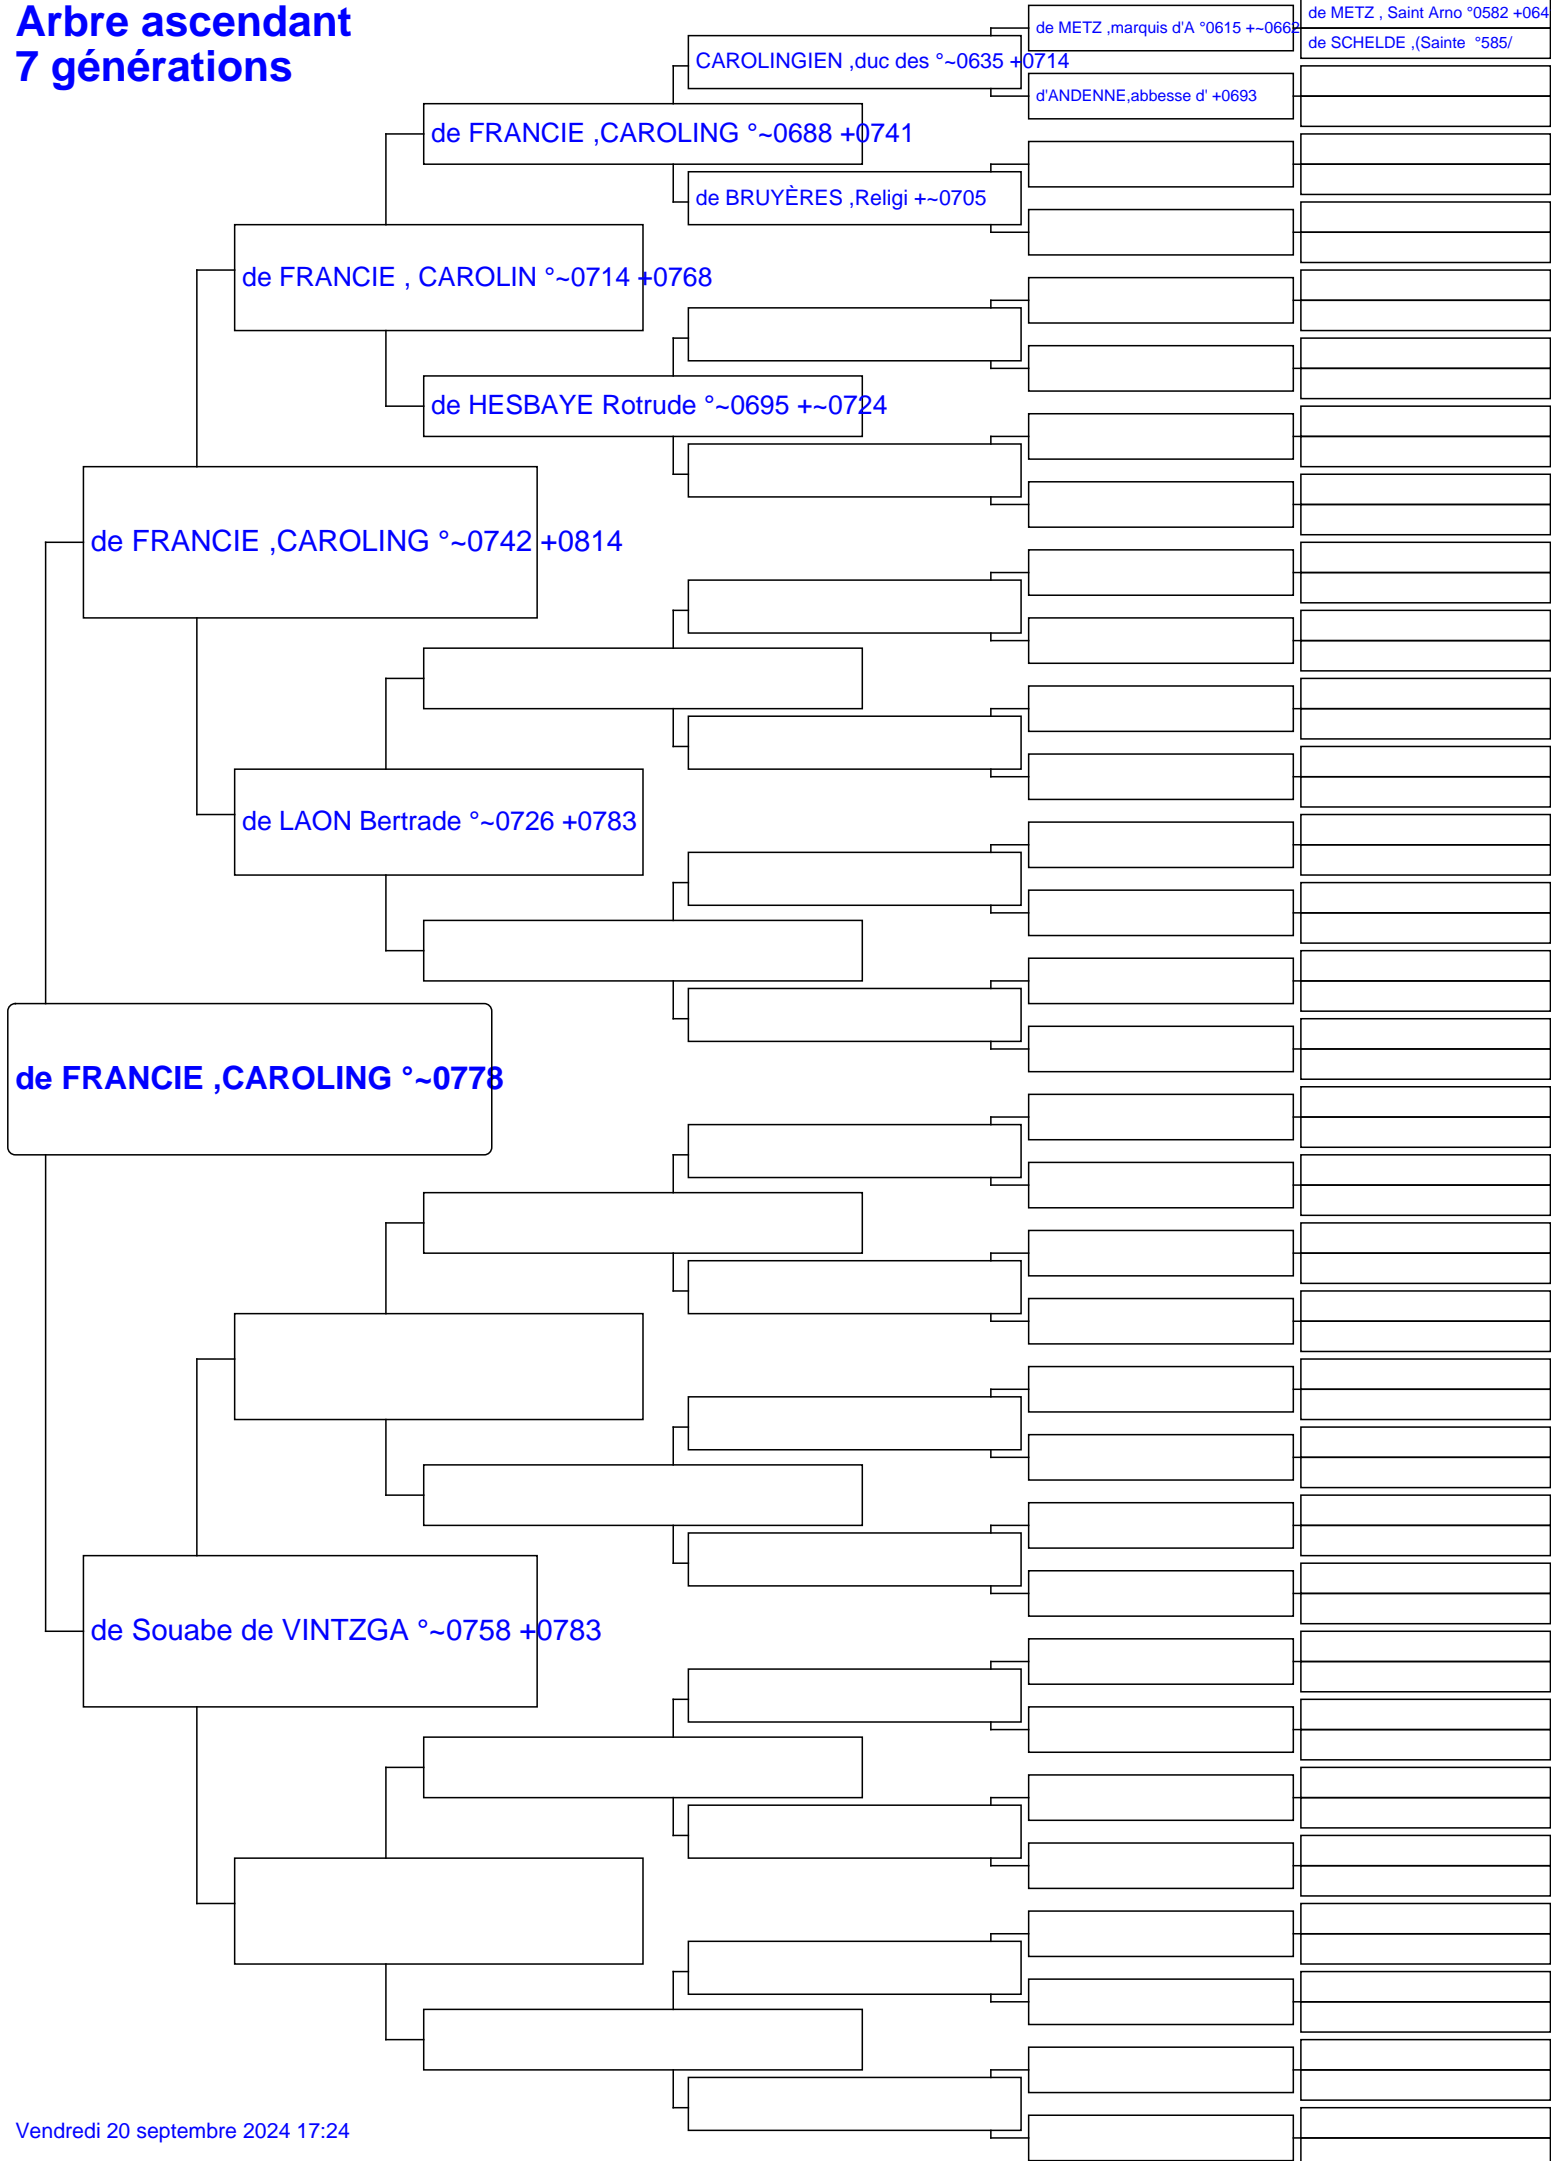 Arbre ascendant
7 générations
de METZ , Saint Arno °0582 +064
de METZ ,marquis d'A °0615 +~0662
de SCHELDE ,(Sainte  °585/
CAROLINGIEN ,duc des °~0635 +0714
d'ANDENNE,abbesse d' +0693
de FRANCIE ,CAROLING °~0688 +0741
de BRUYÈRES ,Religi +~0705
de FRANCIE , CAROLIN °~0714 +0768
de HESBAYE Rotrude °~0695 +~0724
de FRANCIE ,CAROLING °~0742 +0814
de LAON Bertrade °~0726 +0783
de FRANCIE ,CAROLING °~0778
de Souabe de VINTZGA °~0758 +0783
Vendredi 20 septembre 2024 17:24